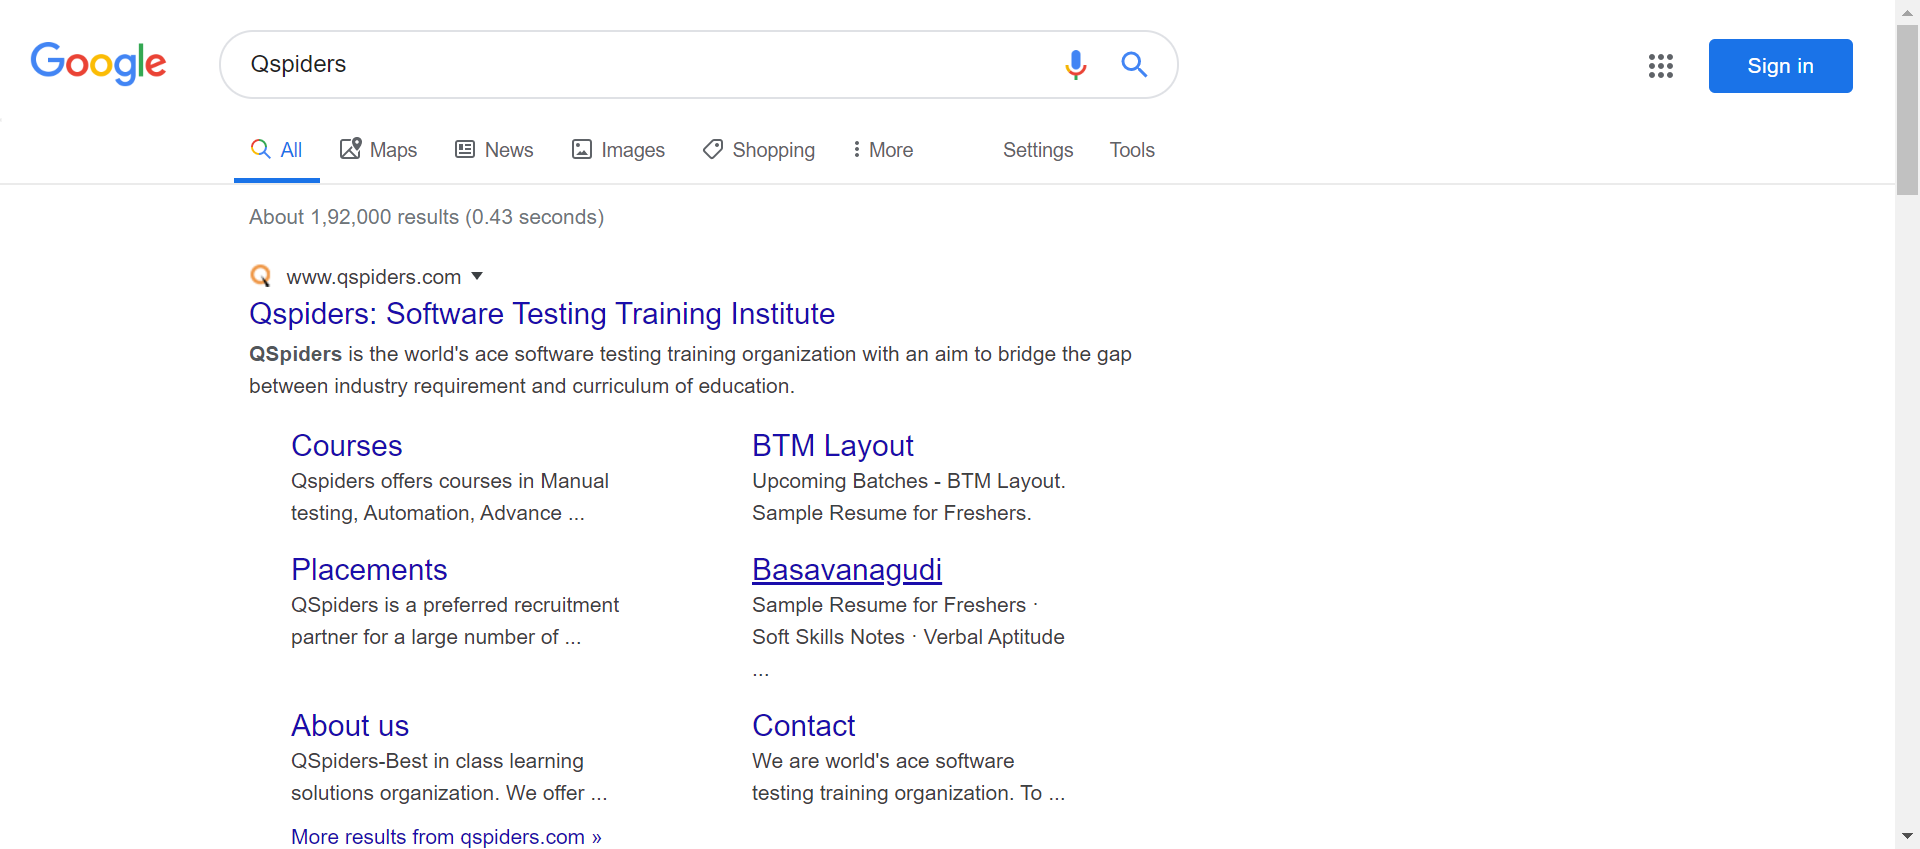 Google
Qspiders
Sign in
All Maps News Images Shopping More Settings Tools
About 1,92,000 results (0.43 seconds)
www.qspiders.com
Qspiders: Software Testing Training Institute
QSpiders is the world's ace software testing training organization with an aim to bridge the gap
between industry requirement and curriculum of education.
Courses
Qspiders offers courses in Manual
testing, Automation, Advance ...
BTM Layout
Upcoming Batches - BTM Layout.
Sample Resume for Freshers.
Placements
QSpiders is a preferred recruitment
partner for a large number of ...
Basavanagudi
Sample Resume for Freshers ·
Soft Skills Notes · Verbal Aptitude
...
About us
QSpiders-Best in class learning
solutions organization. We offer ...
Contact
We are world's ace software
testing training organization. To ...
More results from qspiders.com »